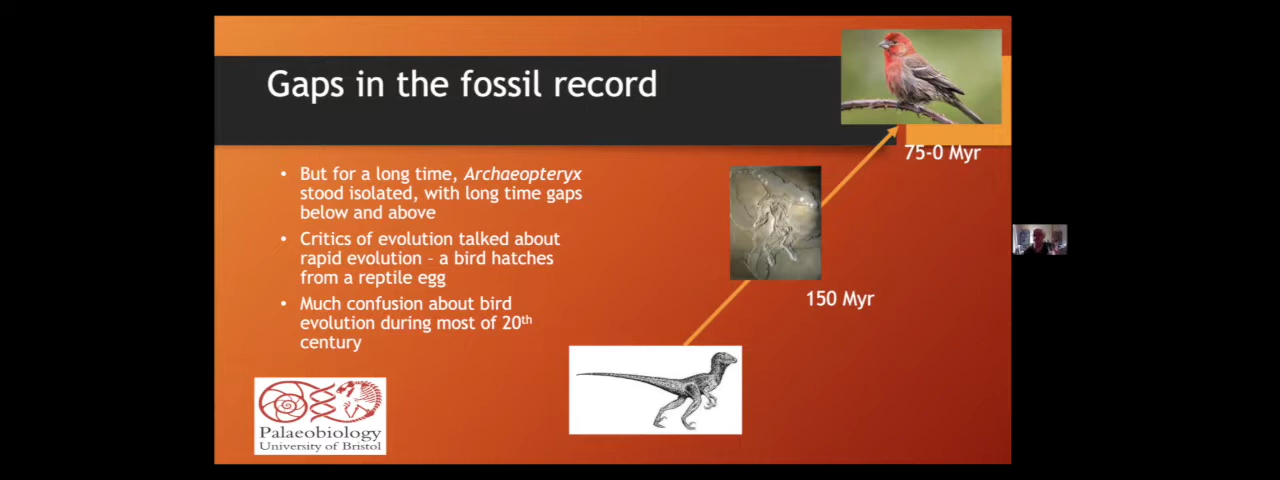 Gaps in the fossil record
75-0 Myr
• But for a long time, Archaeopteryx
stood isolated, with long time gaps
below and above
• Critics of evolution talked about
rapid evolution – a bird hatches
from a reptile egg
• Much confusion about bird
evolution during most of 20th
century
150 Myr
Palaeobiology
University of Bristol